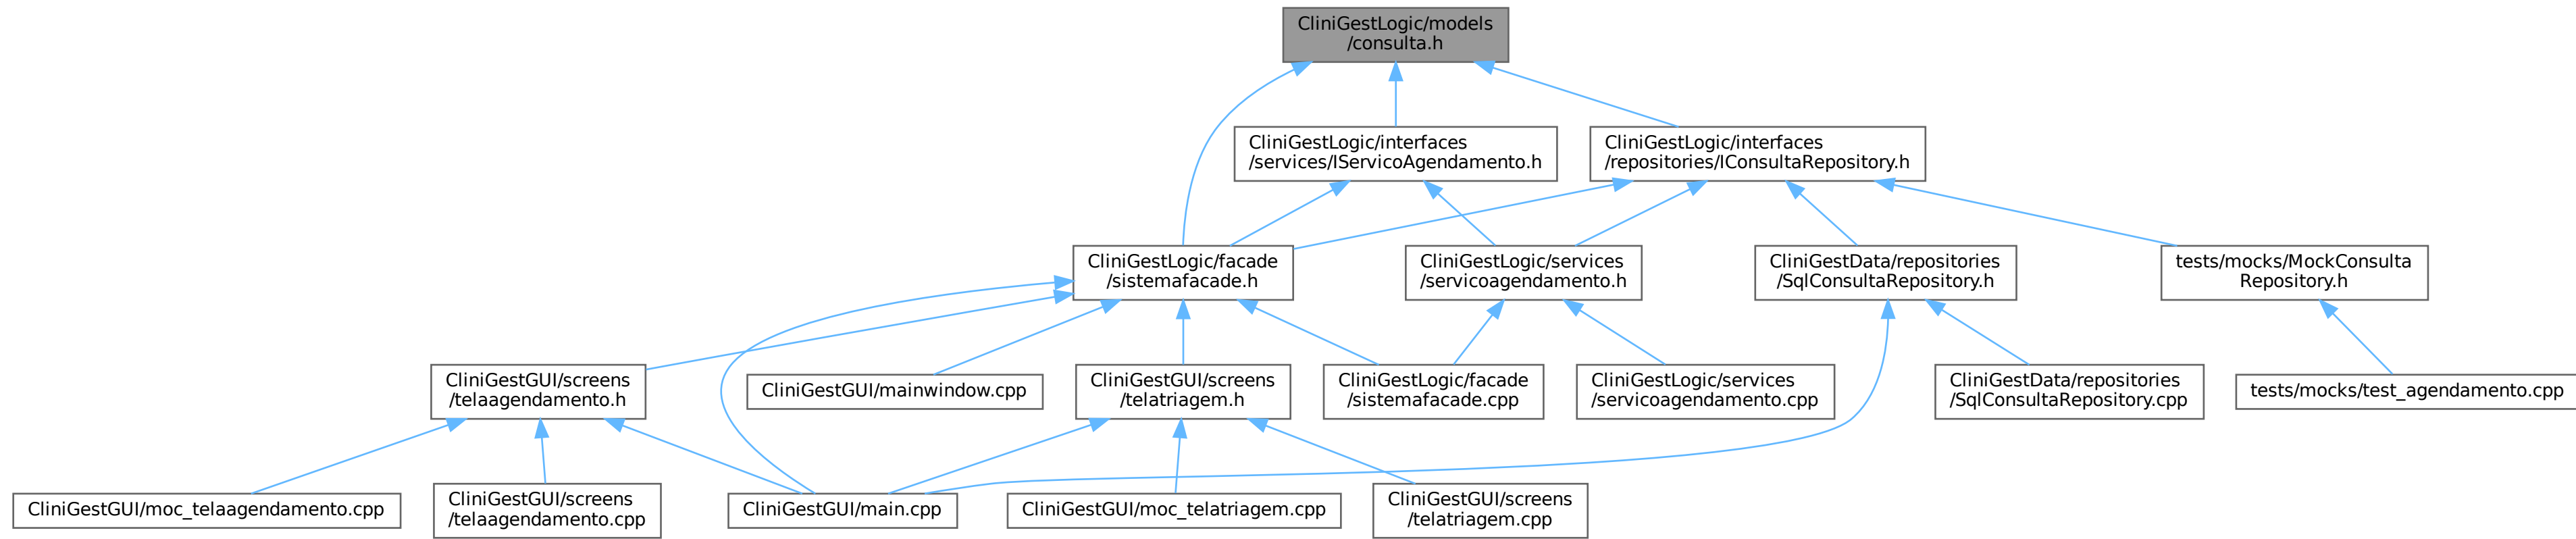 CliniGestLogic/models
/consulta.h
CliniGestLogic/interfaces
/services/IServicoAgendamento.h
CliniGestLogic/interfaces
/repositories/IConsultaRepository.h
CliniGestLogic/facade
/sistemafacade.h
CliniGestLogic/services
/servicoagendamento.h
CliniGestData/repositories
/SqlConsultaRepository.h
tests/mocks/MockConsulta
Repository.h
CliniGestGUI/screens
/telaagendamento.h
CliniGestGUI/mainwindow.cpp
CliniGestGUI/screens
/telatriagem.h
CliniGestLogic/facade
/sistemafacade.cpp
CliniGestLogic/services
/servicoagendamento.cpp
CliniGestData/repositories
/SqlConsultaRepository.cpp
tests/mocks/test_agendamento.cpp
CliniGestGUI/moc_telaagendamento.cpp
CliniGestGUI/screens
/telaagendamento.cpp
CliniGestGUI/main.cpp
CliniGestGUI/moc_telatriagem.cpp
CliniGestGUI/screens
/telatriagem.cpp